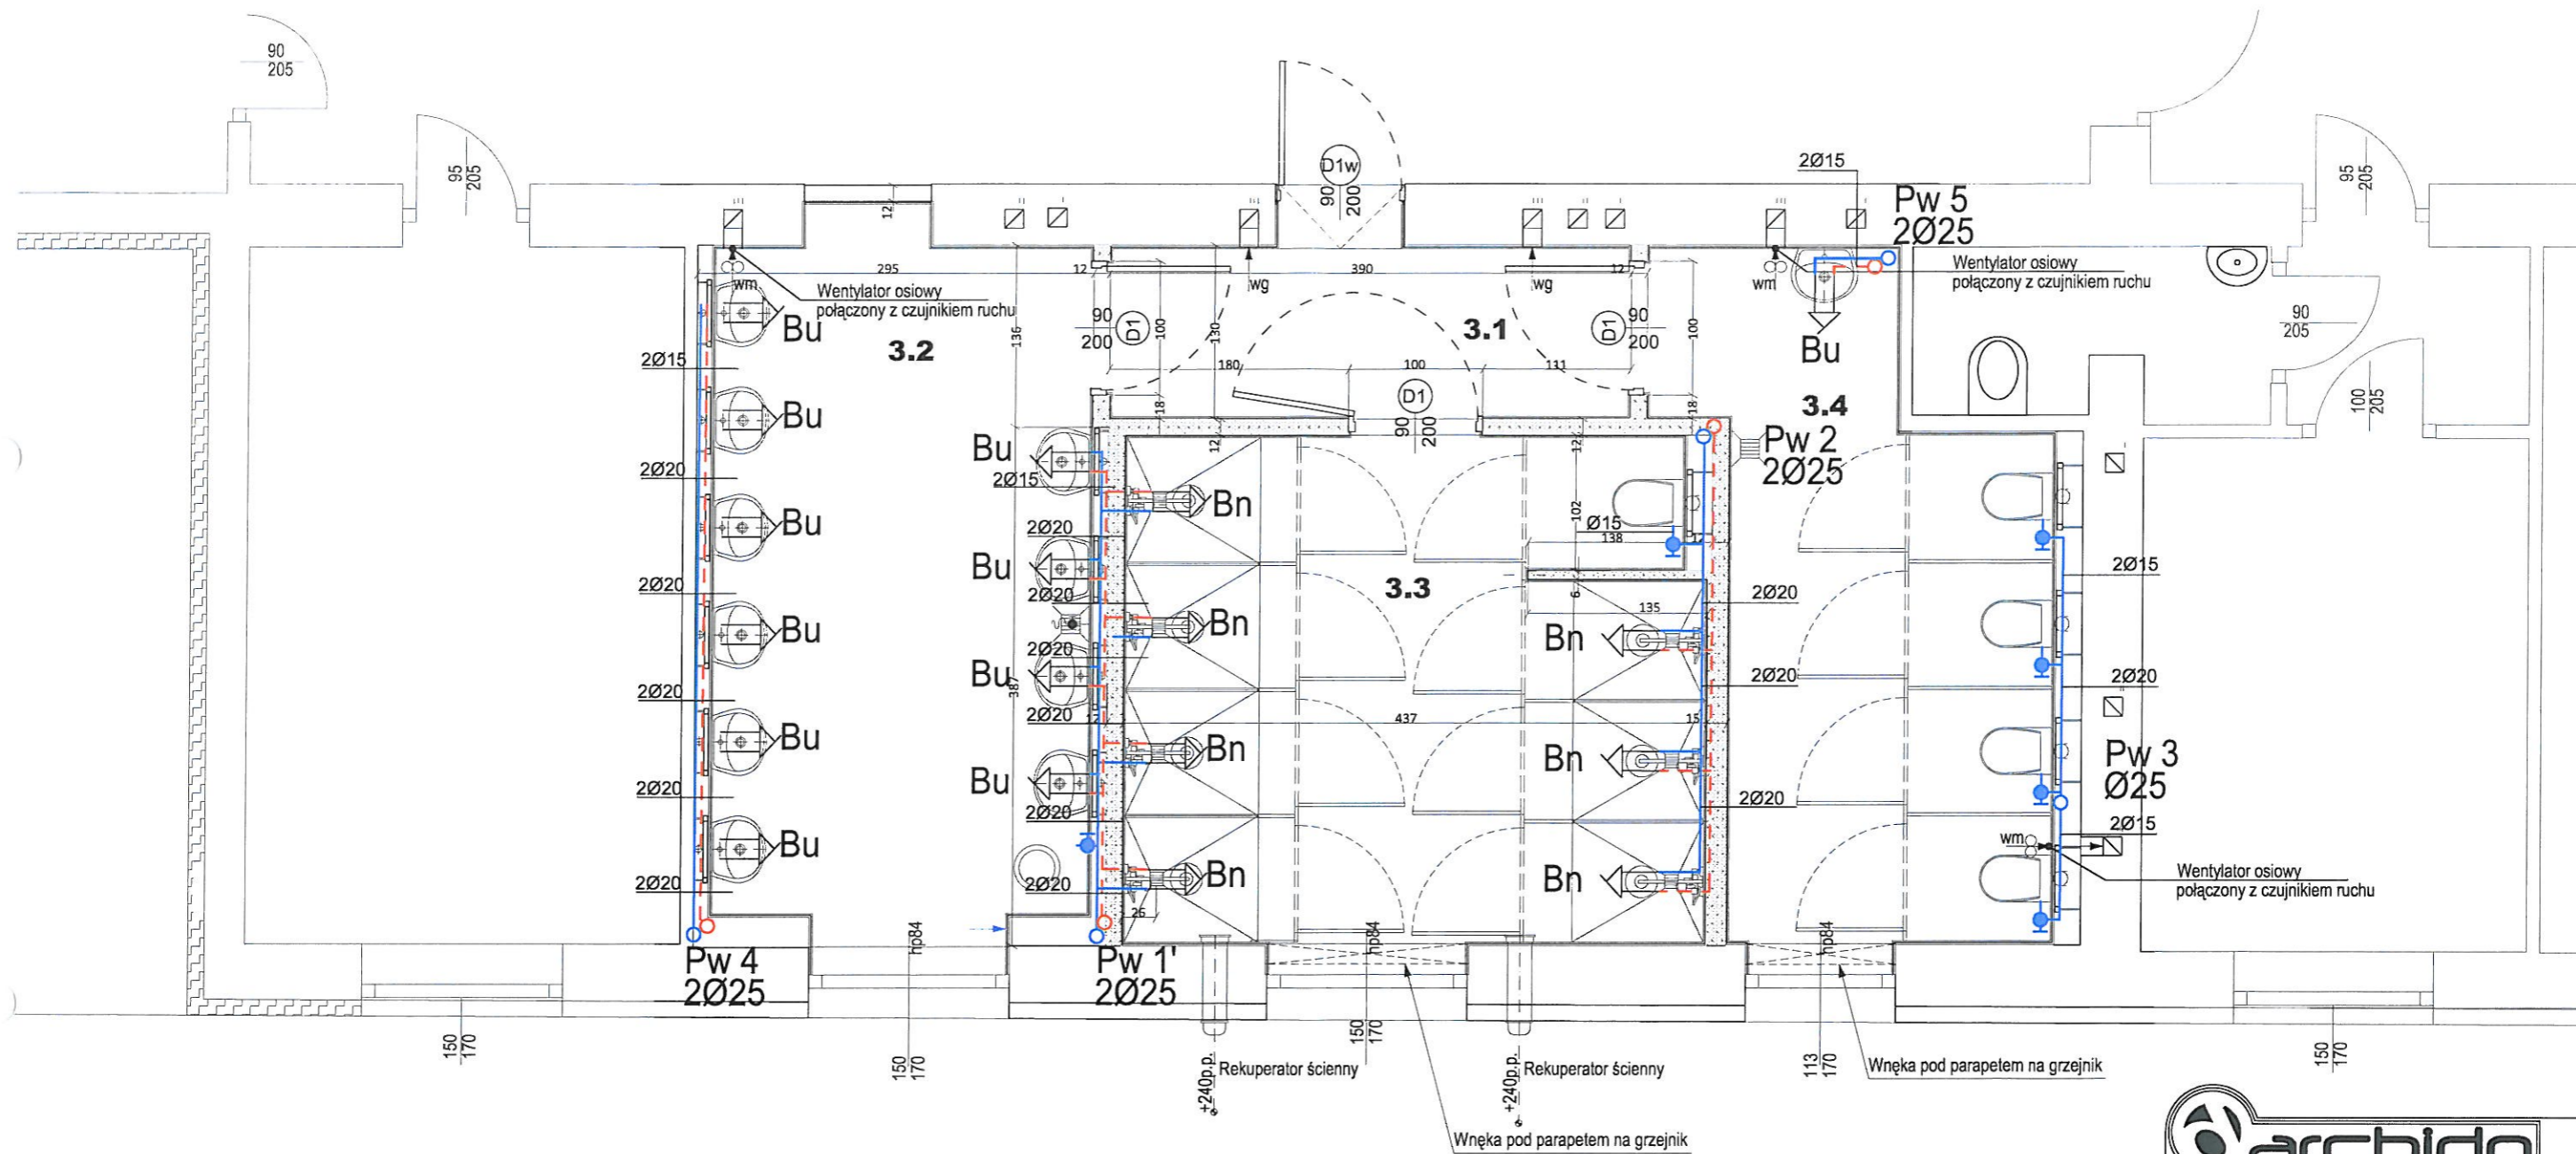 90
205
95
205
D1w
90
200
2Ø15
Pw 5
2Ø25
95
205
12
295
12
390
12
wm
Wentylator osiowy
połączony z czujnikiem ruchu
wg
wg
wm
Wentylator osiowy
połączony z czujnikiem ruchu
90
205
Bu
136
90
200
D1
100
130
3.1
D1
90
200
100
Bu
3.2
2Ø15
180
100
111
100
205
Bu
18
D1
90
200
18
3.4
Bu
2Ø15
12
12
Pw 2
2Ø25
2Ø20
Bn
102
Ø15
138
12
Bu
2Ø20
Bu
2Ø20
3.3
6
135
2Ø20
2Ø15
2Ø20
Bu
2Ø20
Bn
Bn
Bu
387
2Ø20
2Ø20
2Ø20
2Ø20
12
437
15
Bu
Bn
Bn
Pw 3
Ø25
2Ø20
Bu
2Ø20
2Ø20
2Ø15
Bu
wm
2Ø20
2Ø20
Bn
Bn
Wentylator osiowy
połączony z czujnikiem ruchu
26
hp84
hp84
hp84
Pw 4
2Ø25
Pw 1'
2Ø25
150
170
150
170
150
170
113
170
150
170
+240p.p.
Rekuperator ścienny
+240p.p.
Rekuperator ścienny
Wnęka pod parapetem na grzejnik
Wnęka pod parapetem na grzejnik
archido